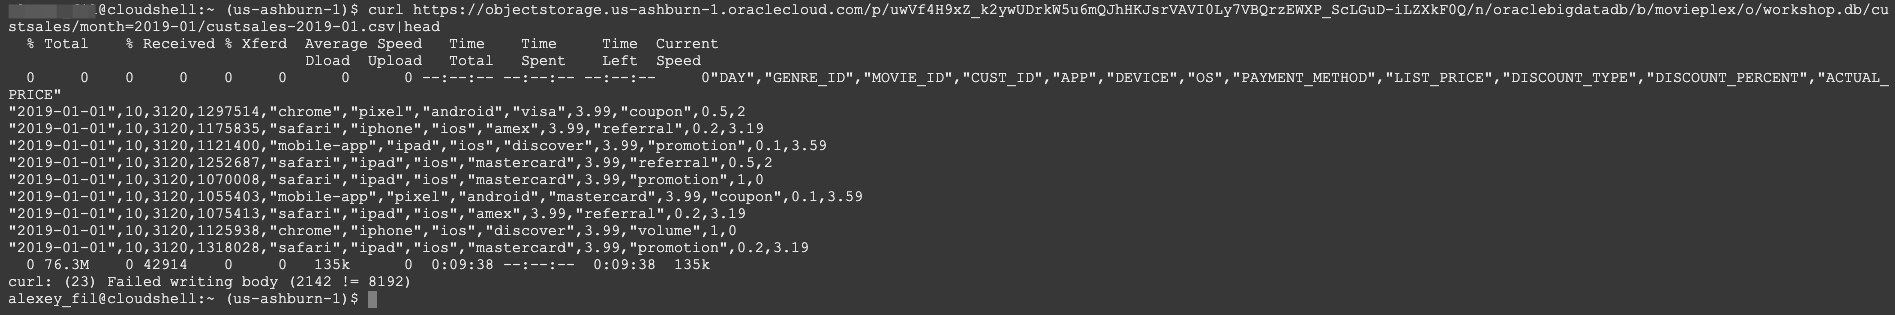 @cloudshell:~ (us-ashburn-1)$ curl https://objectstorage.us-ashburn-1.oraclecloud.com/p/uwVf4H9xZ_k2ywUDrkW5u6mQJhHKJsrVAVI0Ly7VBQrzEWXP_ScLGuD-iLZXkF0Q/n/oraclebigdatadb/b/movieplex/o/workshop.db/cu
stsales/month=2019-01/custsales-2019-01.csv|head
% Total % Received % Xferd Average Speed Time Time Time Current
Dload Upload Total Spent Left Speed
0 0 0 0 0 0 0 0 --:--:-- --:--:-- --:--:-- 0"DAY","GENRE_ID","MOVIE_ID","CUST_ID","APP","DEVICE","OS","PAYMENT_METHOD","LIST_PRICE","DISCOUNT_TYPE","DISCOUNT_PERCENT","ACTUAL_
PRICE"
"2019-01-01",10,3120,1297514,"chrome","pixel","android","visa",3.99,"coupon",0.5,2
"2019-01-01",10,3120,1175835,"safari","iphone","ios","amex",3.99,"referral",0.2,3.19
"2019-01-01",10,3120,1121400,"mobile-app","ipad","ios","discover",3.99,"promotion",0.1,3.59
"2019-01-01",10,3120,1252687,"safari","ipad","ios","mastercard",3.99,"referral",0.5,2
"2019-01-01",10,3120,1070008,"safari","ipad","ios","mastercard",3.99,"promotion",1,0
"2019-01-01",10,3120,1055403,"mobile-app","pixel","android","mastercard",3.99,"coupon",0.1,3.59
"2019-01-01",10,3120,1075413,"safari","ipad","ios","amex",3.99,"referral",0.2,3.19
"2019-01-01",10,3120,1125938,"chrome","iphone","ios","discover",3.99,"volume",1,0
"2019-01-01",10,3120,1318028,"safari","ipad","ios","mastercard",3.99,"promotion",0.2,3.19
0 76.3M 0 42914 0 0 135k 0 0:09:38 --:--:-- 0:09:38 135k
curl: (23) Failed writing body (2142 != 8192)
alexey_fil@cloudshell:~ (us-ashburn-1)$